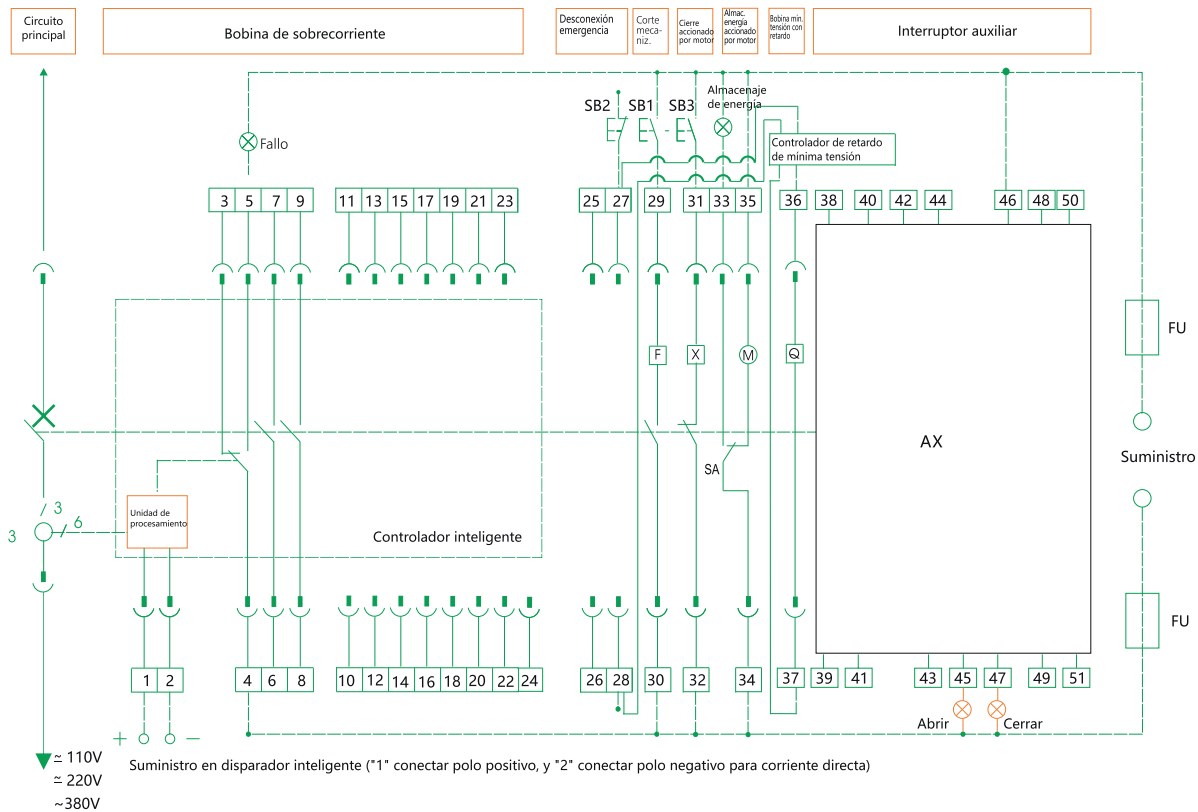 Circuito
principal
Bobina de sobrecorriente
Desconexión
emergencia
Corte
meca-
niz.
Cierre
accionado
por motor
Almac.
energía
accionado
por motor
Bobina min.
tensión con
retardo
Interruptor auxiliar
Almacenaje
de energía
SB2 SB1 SB3
Fallo
Controlador de retardo
de mínima tensión
3 5 7 9 11 13 15 17 19 21 23 25 27 29 31 33 35 36 38 40 42 44 46 48 50
FU
F X M Q
AX
Suministro
SA
3
6
3
Unidad de
procesamiento
Controlador inteligente
FU
1 2 4 6 8 10 12 14 16 18 20 22 24 26 28 30 32 34 37 39 41 43 45 47 49 51
Abrir Cerrar
+ −
≃ 110V
≃ 220V
~380V
Suministro en disparador inteligente ("1" conectar polo positivo, y "2" conectar polo negativo para corriente directa)